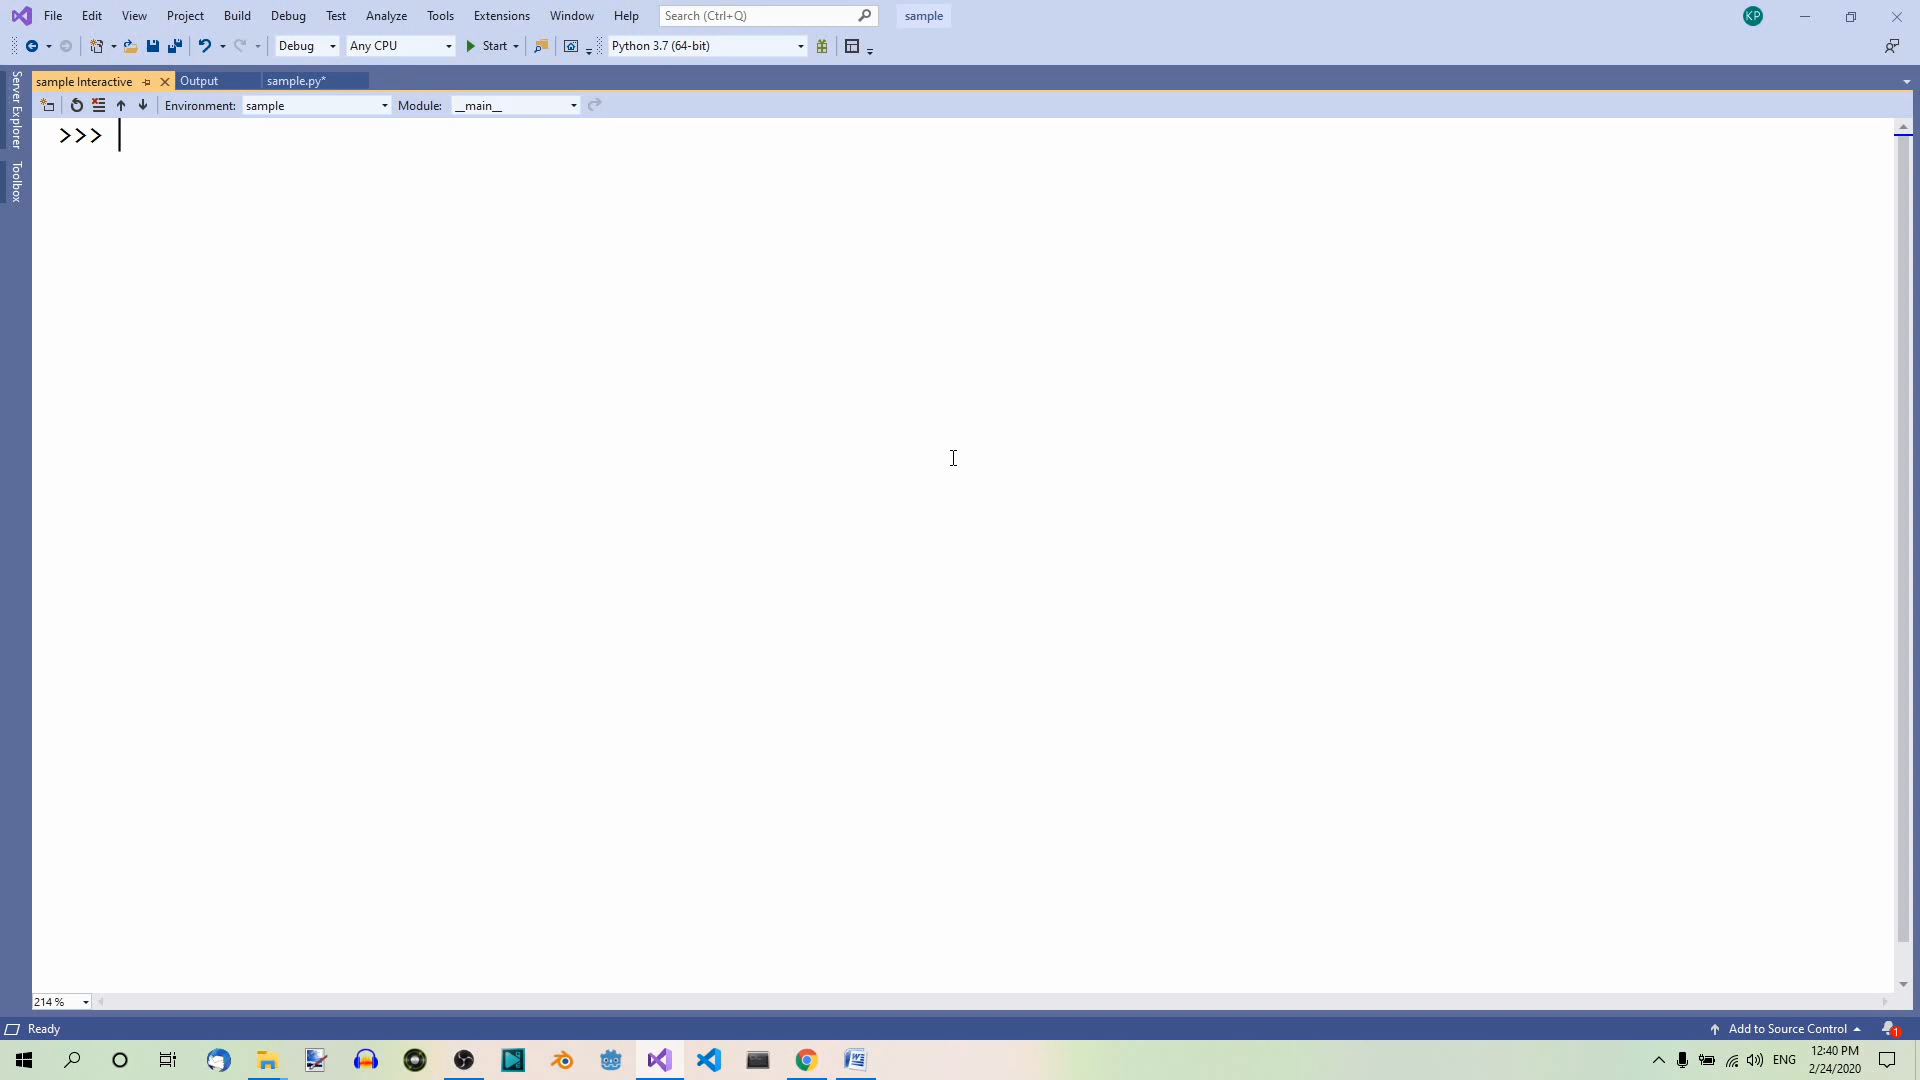 File Edit View Project Build Debug Test Analyze Tools Extensions Window Help Search (Ctrl+Q) sample KP
Debug Any CPU Start Python 3.7 (64-bit)
sample Interactive Output sample.py*
Environment: sample Module: __main__
Server Explorer
Toolbox
>>>
214 %
Ready Add to Source Control 1
ENG 12:40 PM
2/24/2020